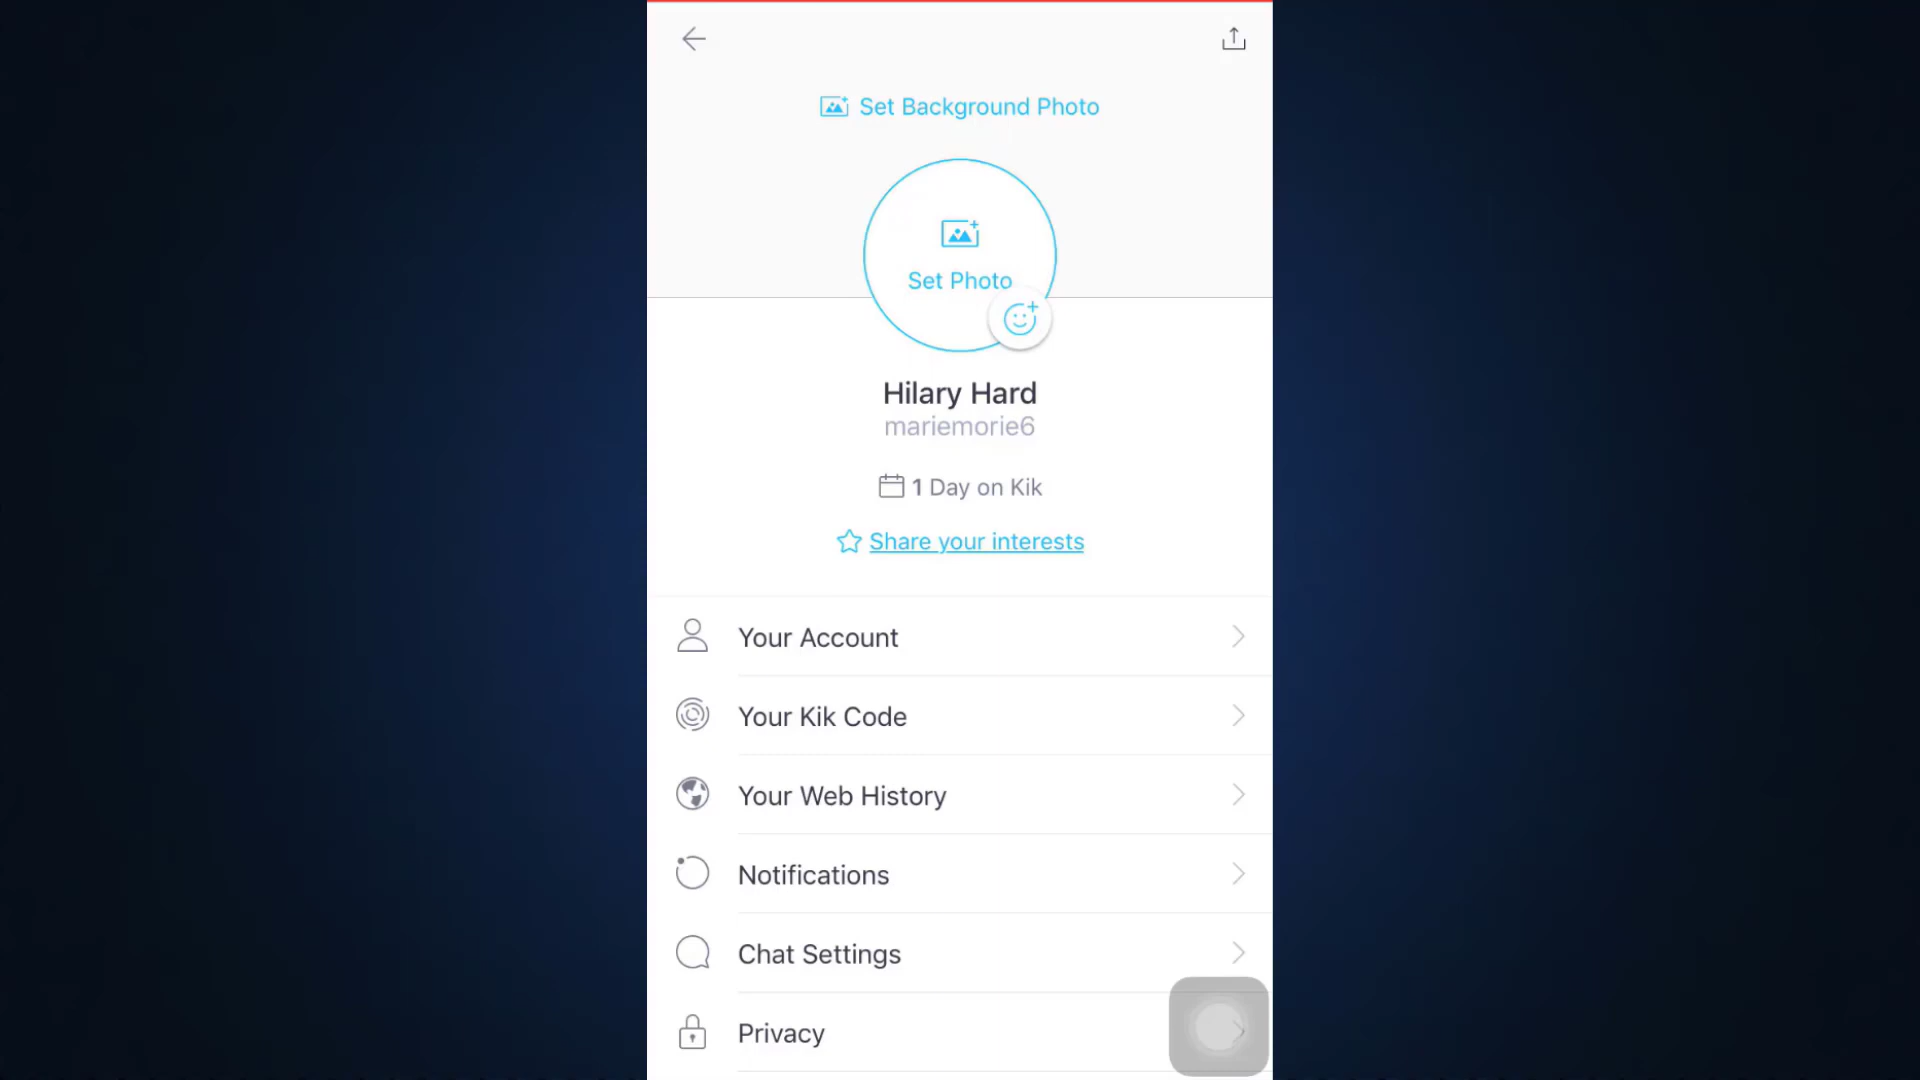 Set Background Photo
Set Photo
Hilary Hard
mariemorie6
1 Day on Kik
Share your interests
Your Account
Your Kik Code
Your Web History
Notifications
Chat Settings
Privacy